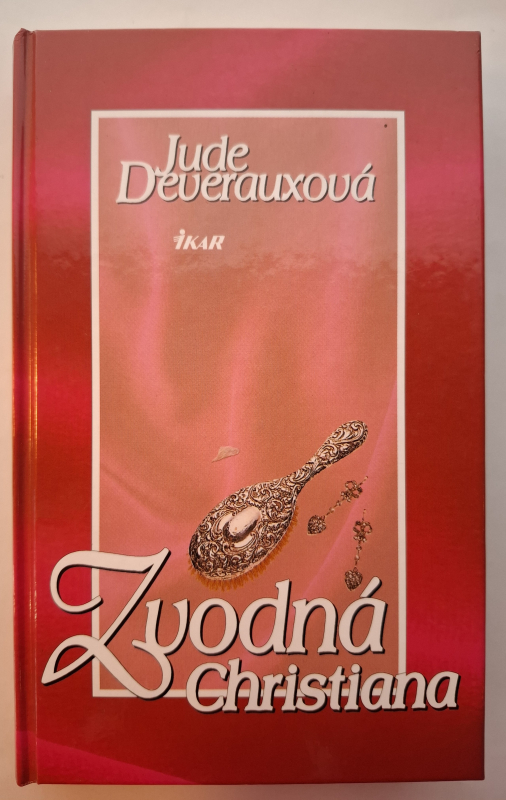 Jude
Deverauxová
iKAR
Zvodná
Christiana